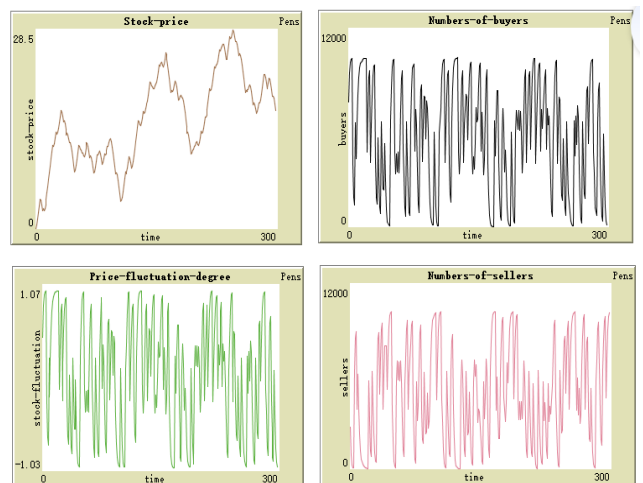 Stock-price Pens
28.5
stock-price
0
0 time 300
Numbers-of-buyers Pens
12000
buyers
0
0 time 300
Price-fluctuation-degree Pens
1.07
stock-fluctuation
-1.03
0 time 300
Numbers-of-sellers Pens
12000
sellers
0
0 time 300